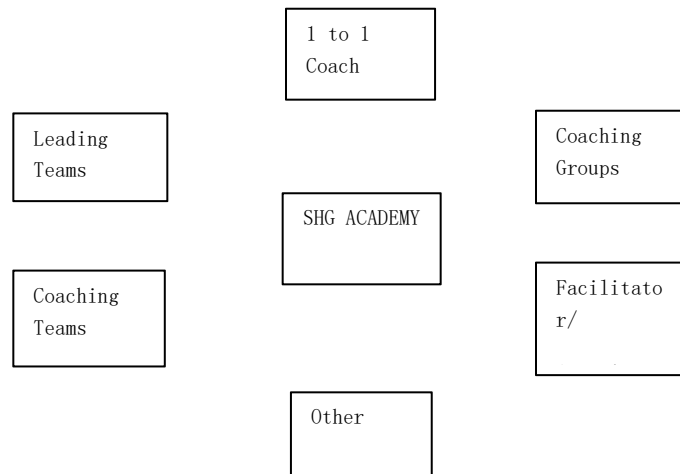 1 to 1
Coach
Leading
Teams
Coaching
Groups
SHG ACADEMY
Coaching
Teams
Facilitato
r/
Other